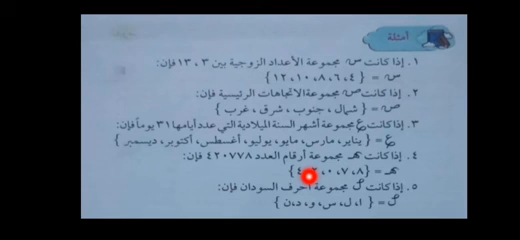 أمثلة
١. إذا كانت س مجموعة الأعداد الزوجية بين ٣ ، ١٣ فإن:
س = { ٤، ٦، ٨، ١٠، ١٢ }
٢. إذا كانت ص مجموعة الاتجاهات الرئيسية فإن:
ص = { شمال، جنوب، شرق، غرب }
٣. إذا كانت ع مجموعة أشهر السنة الميلادية التي عدد أيامها ٣١ يوماً فإن:
ع = { يناير، مارس، مايو، يوليو، أغسطس، أكتوبر، ديسمبر }
٤. إذا كانت هـ مجموعة أرقام العدد ٤٢٠٧٧٨ فإن:
هـ = { ٨، ٧، ٠، ٢، ٤ }
٥. إذا كانت ل مجموعة أحرف السودان فإن:
ل = { ا، ل، س، و، د، ن }